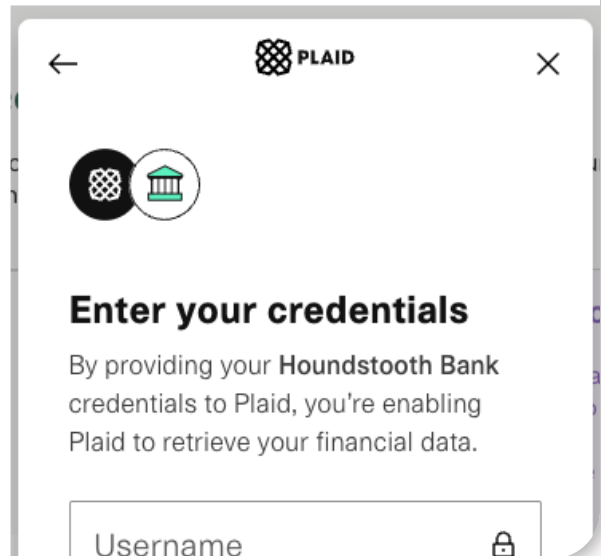 PLAID
Enter your credentials
By providing your Houndstooth Bank
credentials to Plaid, you're enabling
Plaid to retrieve your financial data.
Username